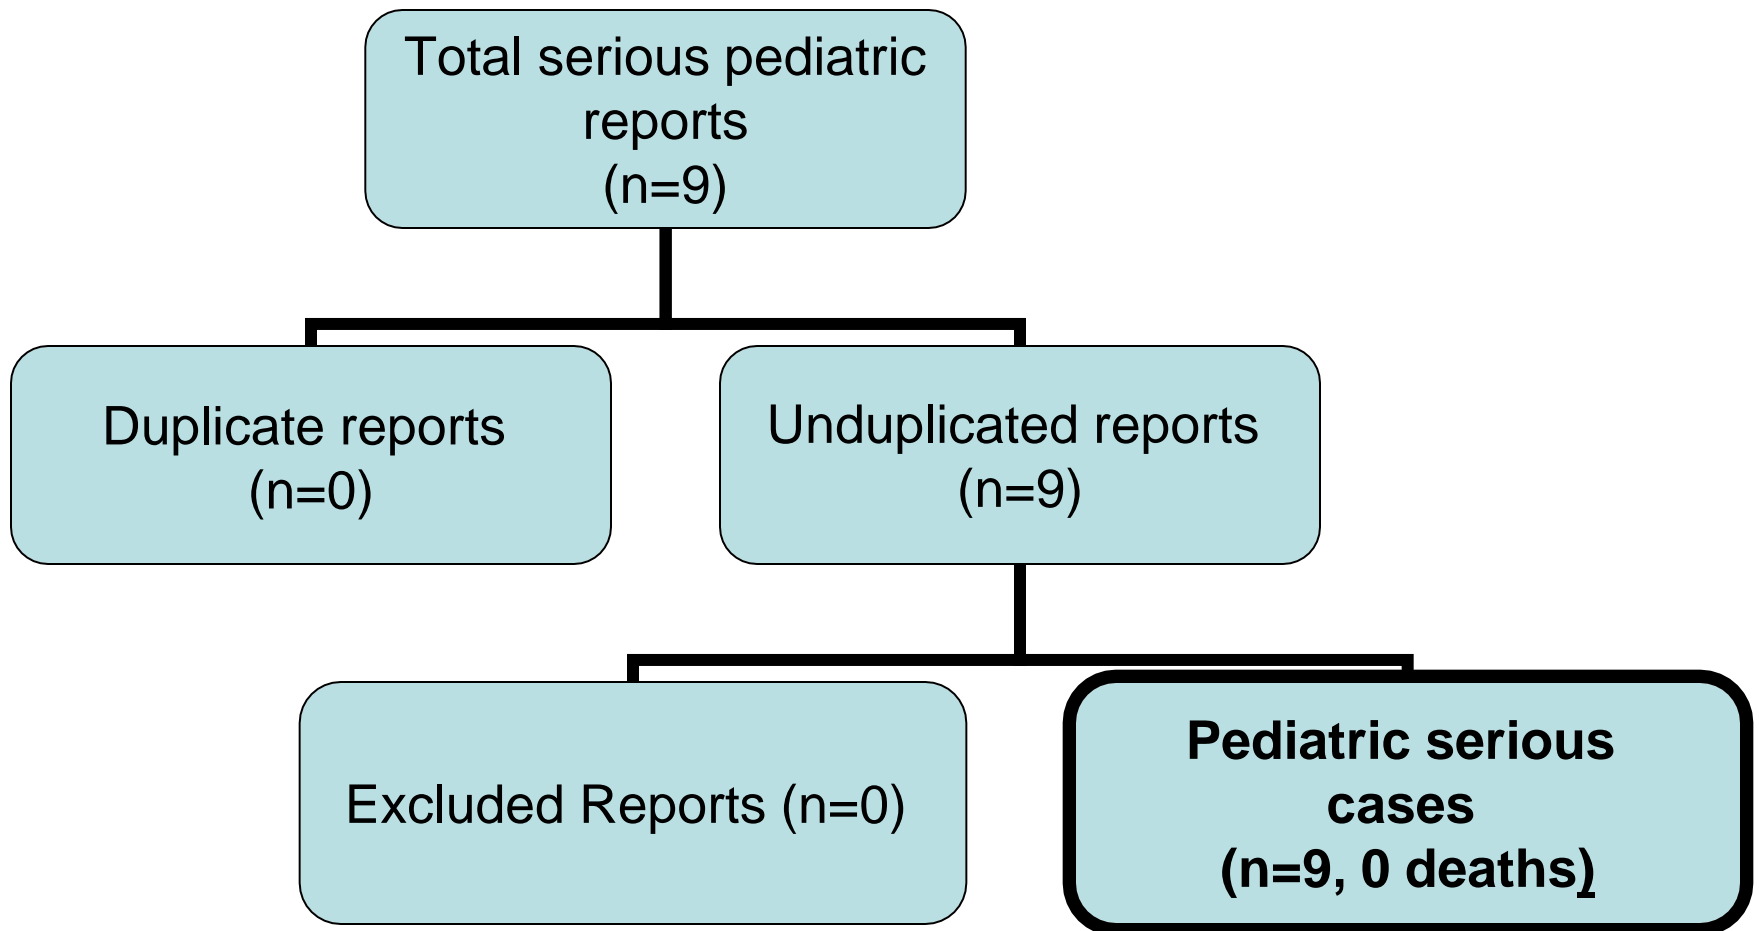 Total serious pediatric
reports
(n=9)
Duplicate reports
(n=0)
Unduplicated reports
(n=9)
Excluded Reports (n=0)
Pediatric serious
cases
(n=9, 0 deaths)